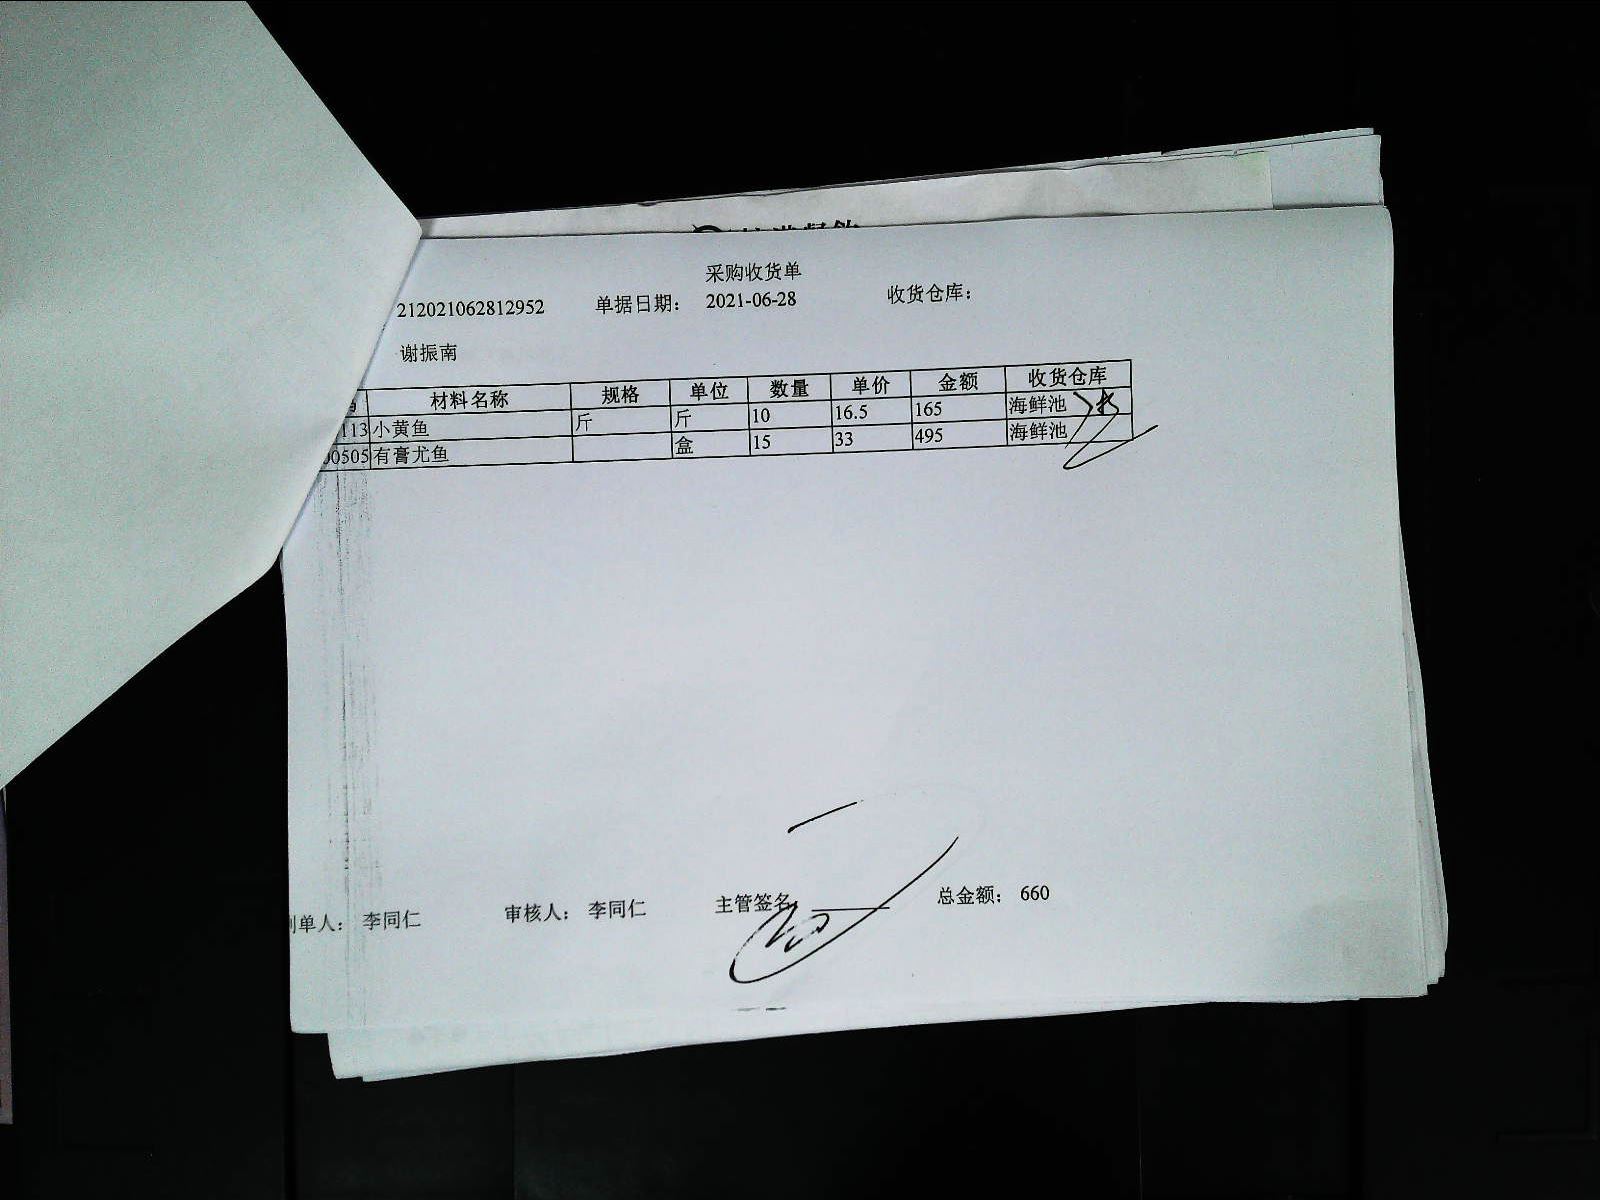 采购收货单
212021062812952 单据日期： 2021-06-28 收货仓库：
谢振南
材料名称 规格 单位 数量 单价 金额 收货仓库
113 小黄鱼 斤 斤 10 16.5 165 海鲜池
00505 有膏尤鱼 盒 15 33 495 海鲜池
制单人： 李同仁 审核人： 李同仁 主管签名 总金额： 660